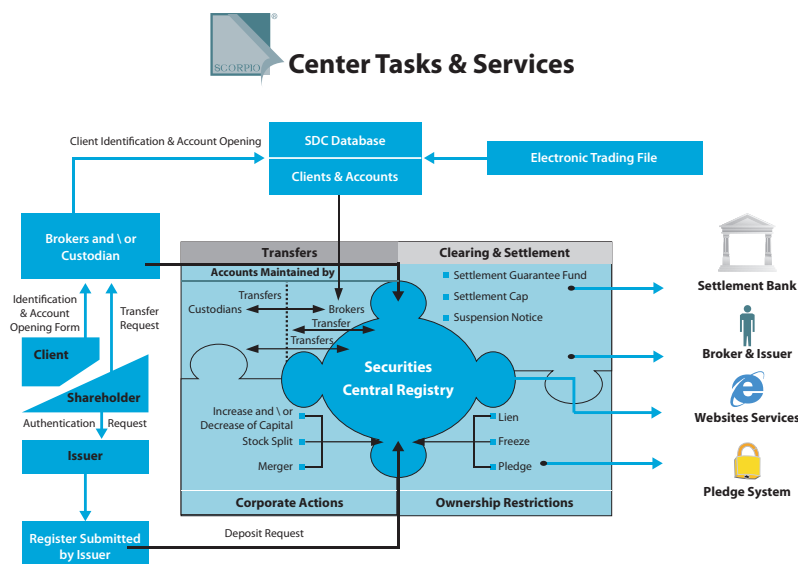 SCORPIO
®
Center Tasks & Services
Client Identification & Account Opening
SDC Database
Clients & Accounts
Electronic Trading File
Brokers and \ or
Custodian
Identification
& Account
Opening Form
Transfer
Request
Client
Shareholder
Authentication
Request
Issuer
Register Submitted
by Issuer
Deposit Request
Transfers
Clearing & Settlement
Accounts Maintained by
Transfers
Custodians
Brokers
Transfer
Transfers
Settlement Guarantee Fund
Settlement Cap
Suspension Notice
Securities
Central Registry
Increase and \ or
Decrease of Capital
Stock Split
Merger
Lien
Freeze
Pledge
Corporate Actions
Ownership Restrictions
Settlement Bank
Broker & Issuer
Websites Services
Pledge System